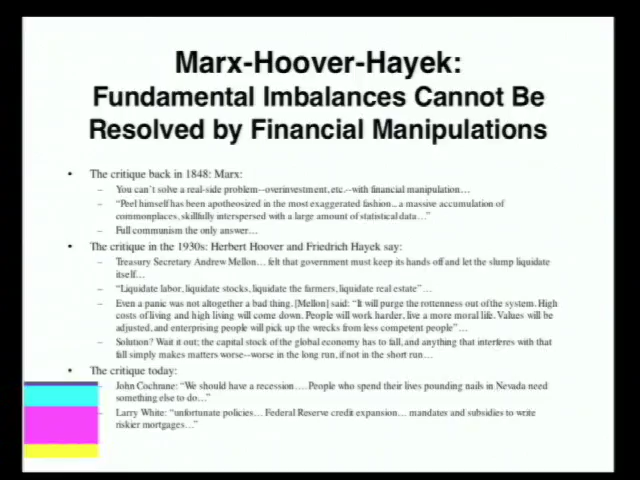 Marx-Hoover-Hayek:
Fundamental Imbalances Cannot Be
Resolved by Financial Manipulations
• The critique back in 1848: Marx:
– You can't solve a real-side problem--overinvestment, etc.--with financial manipulation…
– "Peel himself has been apotheosized in the most exaggerated fashion... a massive accumulation of
commonplaces, skillfully interspersed with a large amount of statistical data…"
– Full communism the only answer…
• The critique in the 1930s: Herbert Hoover and Friedrich Hayek say:
– Treasury Secretary Andrew Mellon… felt that government must keep its hands off and let the slump liquidate
itself…
– "Liquidate labor, liquidate stocks, liquidate the farmers, liquidate real estate"…
– Even a panic was not altogether a bad thing. [Mellon] said: "It will purge the rottenness out of the system. High
costs of living and high living will come down. People will work harder, live a more moral life. Values will be
adjusted, and enterprising people will pick up the wrecks from less competent people"…
– Solution? Wait it out: the capital stock of the global economy has to fall, and anything that interferes with that
fall simply makes matters worse--worse in the long run, if not in the short run…
• The critique today:
– John Cochrane: "We should have a recession…. People who spend their lives pounding nails in Nevada need
something else to do…"
– Larry White: "unfortunate policies… Federal Reserve credit expansion… mandates and subsidies to write
riskier mortgages…"